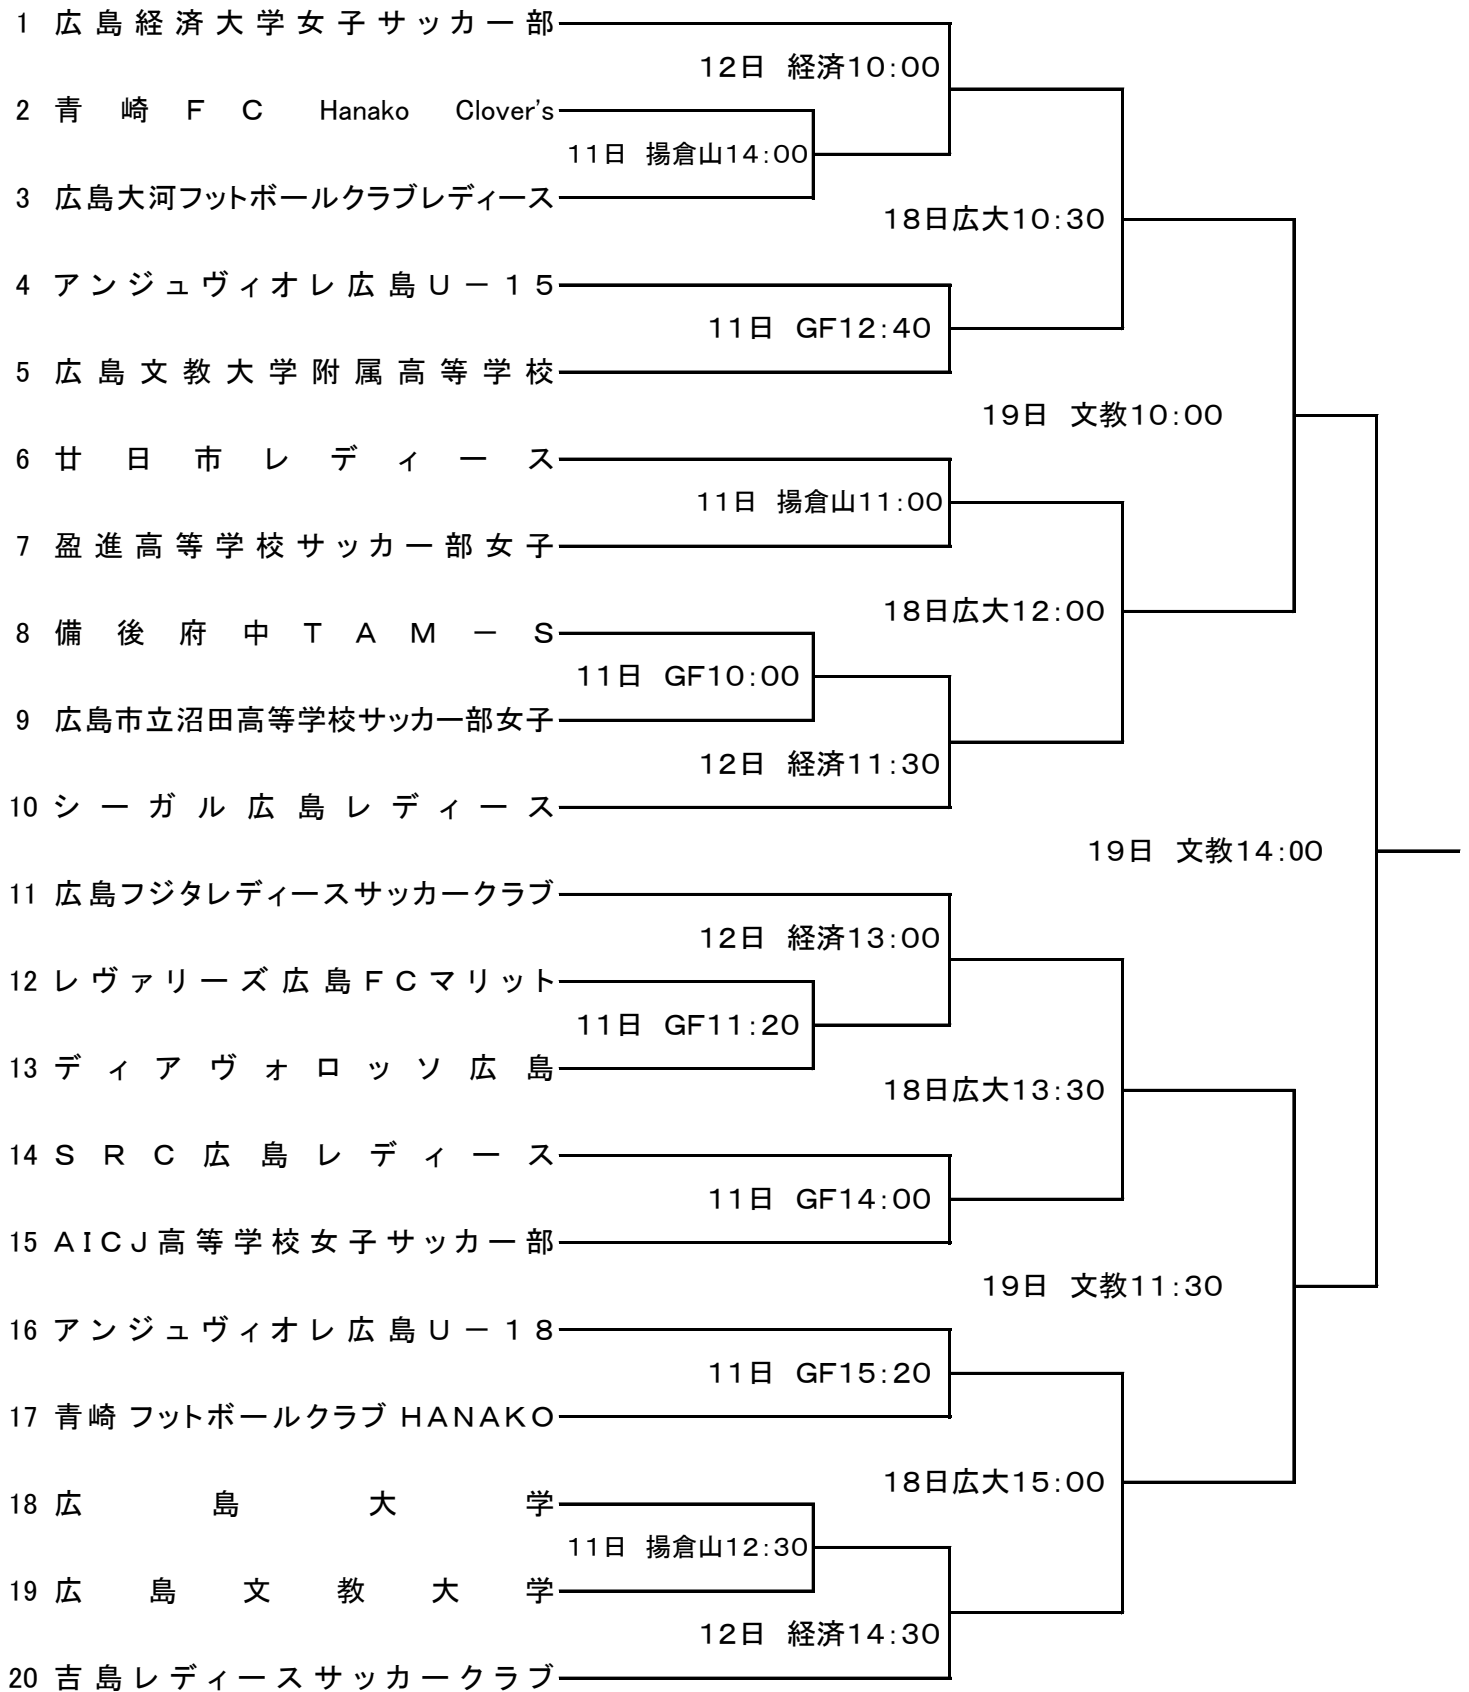 1 広島経済大学女子サッカー部
12日 経済10:00
2 青崎FC Hanako Clover's
11日 揚倉山14:00
3 広島大河フットボールクラブレディース
18日広大10:30
4 アンジュヴィオレ広島U－15
11日 GF12:40
5 広島文教大学附属高等学校
19日 文教10:00
6 廿日市レディース
11日 揚倉山11:00
7 盈進高等学校サッカー部女子
18日広大12:00
8 備後府中TAM－S
11日 GF10:00
9 広島市立沼田高等学校サッカー部女子
12日 経済11:30
10 シーガル広島レディース
19日 文教14:00
11 広島フジタレディースサッカークラブ
12日 経済13:00
12 レヴァリーズ広島FCマリット
11日 GF11:20
13 ディアヴォロッソ広島
18日広大13:30
14 SRC広島レディース
11日 GF14:00
15 AICJ高等学校女子サッカー部
19日 文教11:30
16 アンジュヴィオレ広島U－18
11日 GF15:20
17 青崎 フットボールクラブ HANAKO
18日広大15:00
18 広島大学
11日 揚倉山12:30
19 広島文教大学
12日 経済14:30
20 吉島レディースサッカークラブ